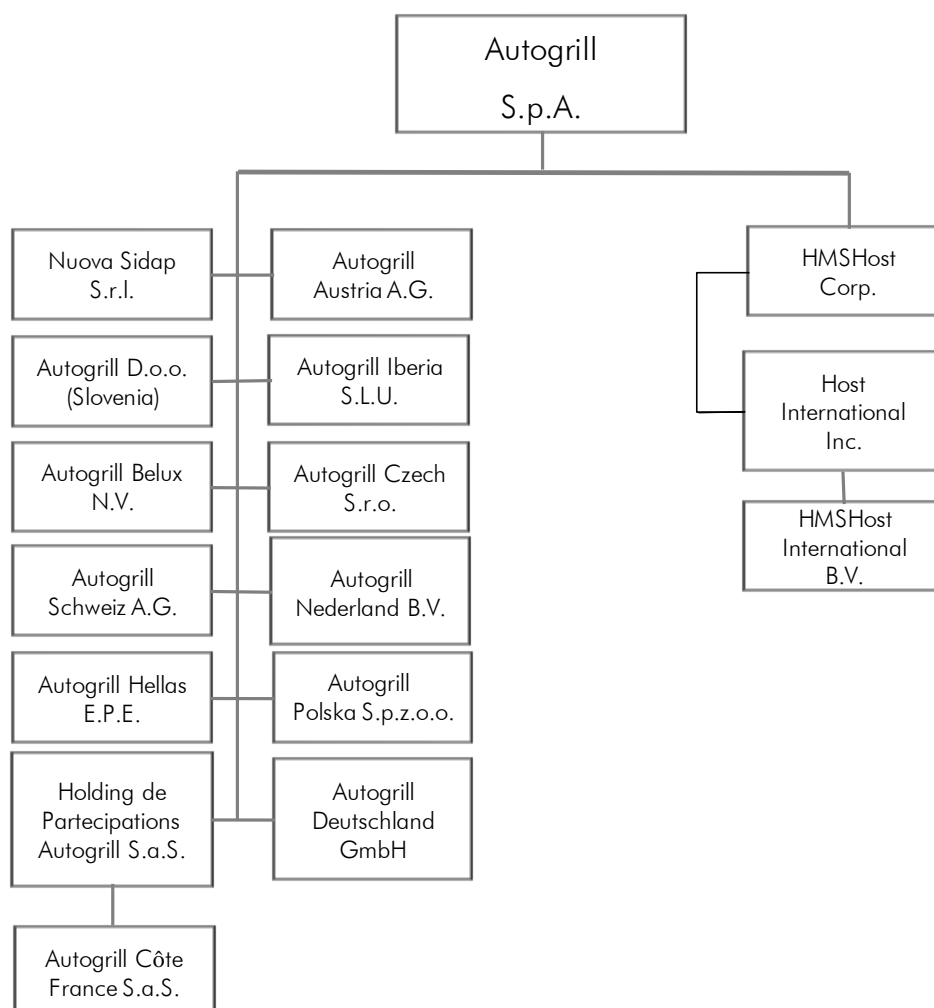 Autogrill
S.p.A.
Nuova Sidap
S.r.l.
Autogrill
Austria A.G.
HMSHost
Corp.
Autogrill D.o.o.
(Slovenia)
Autogrill Iberia
S.L.U.
Host
International
Inc.
Autogrill Belux
N.V.
Autogrill Czech
S.r.o.
HMSHost
International
B.V.
Autogrill
Schweiz A.G.
Autogrill
Nederland B.V.
Autogrill Hellas
E.P.E.
Autogrill
Polska S.p.z.o.o.
Holding de
Partecipations
Autogrill S.a.S.
Autogrill
Deutschland
GmbH
Autogrill Côte
France S.a.S.